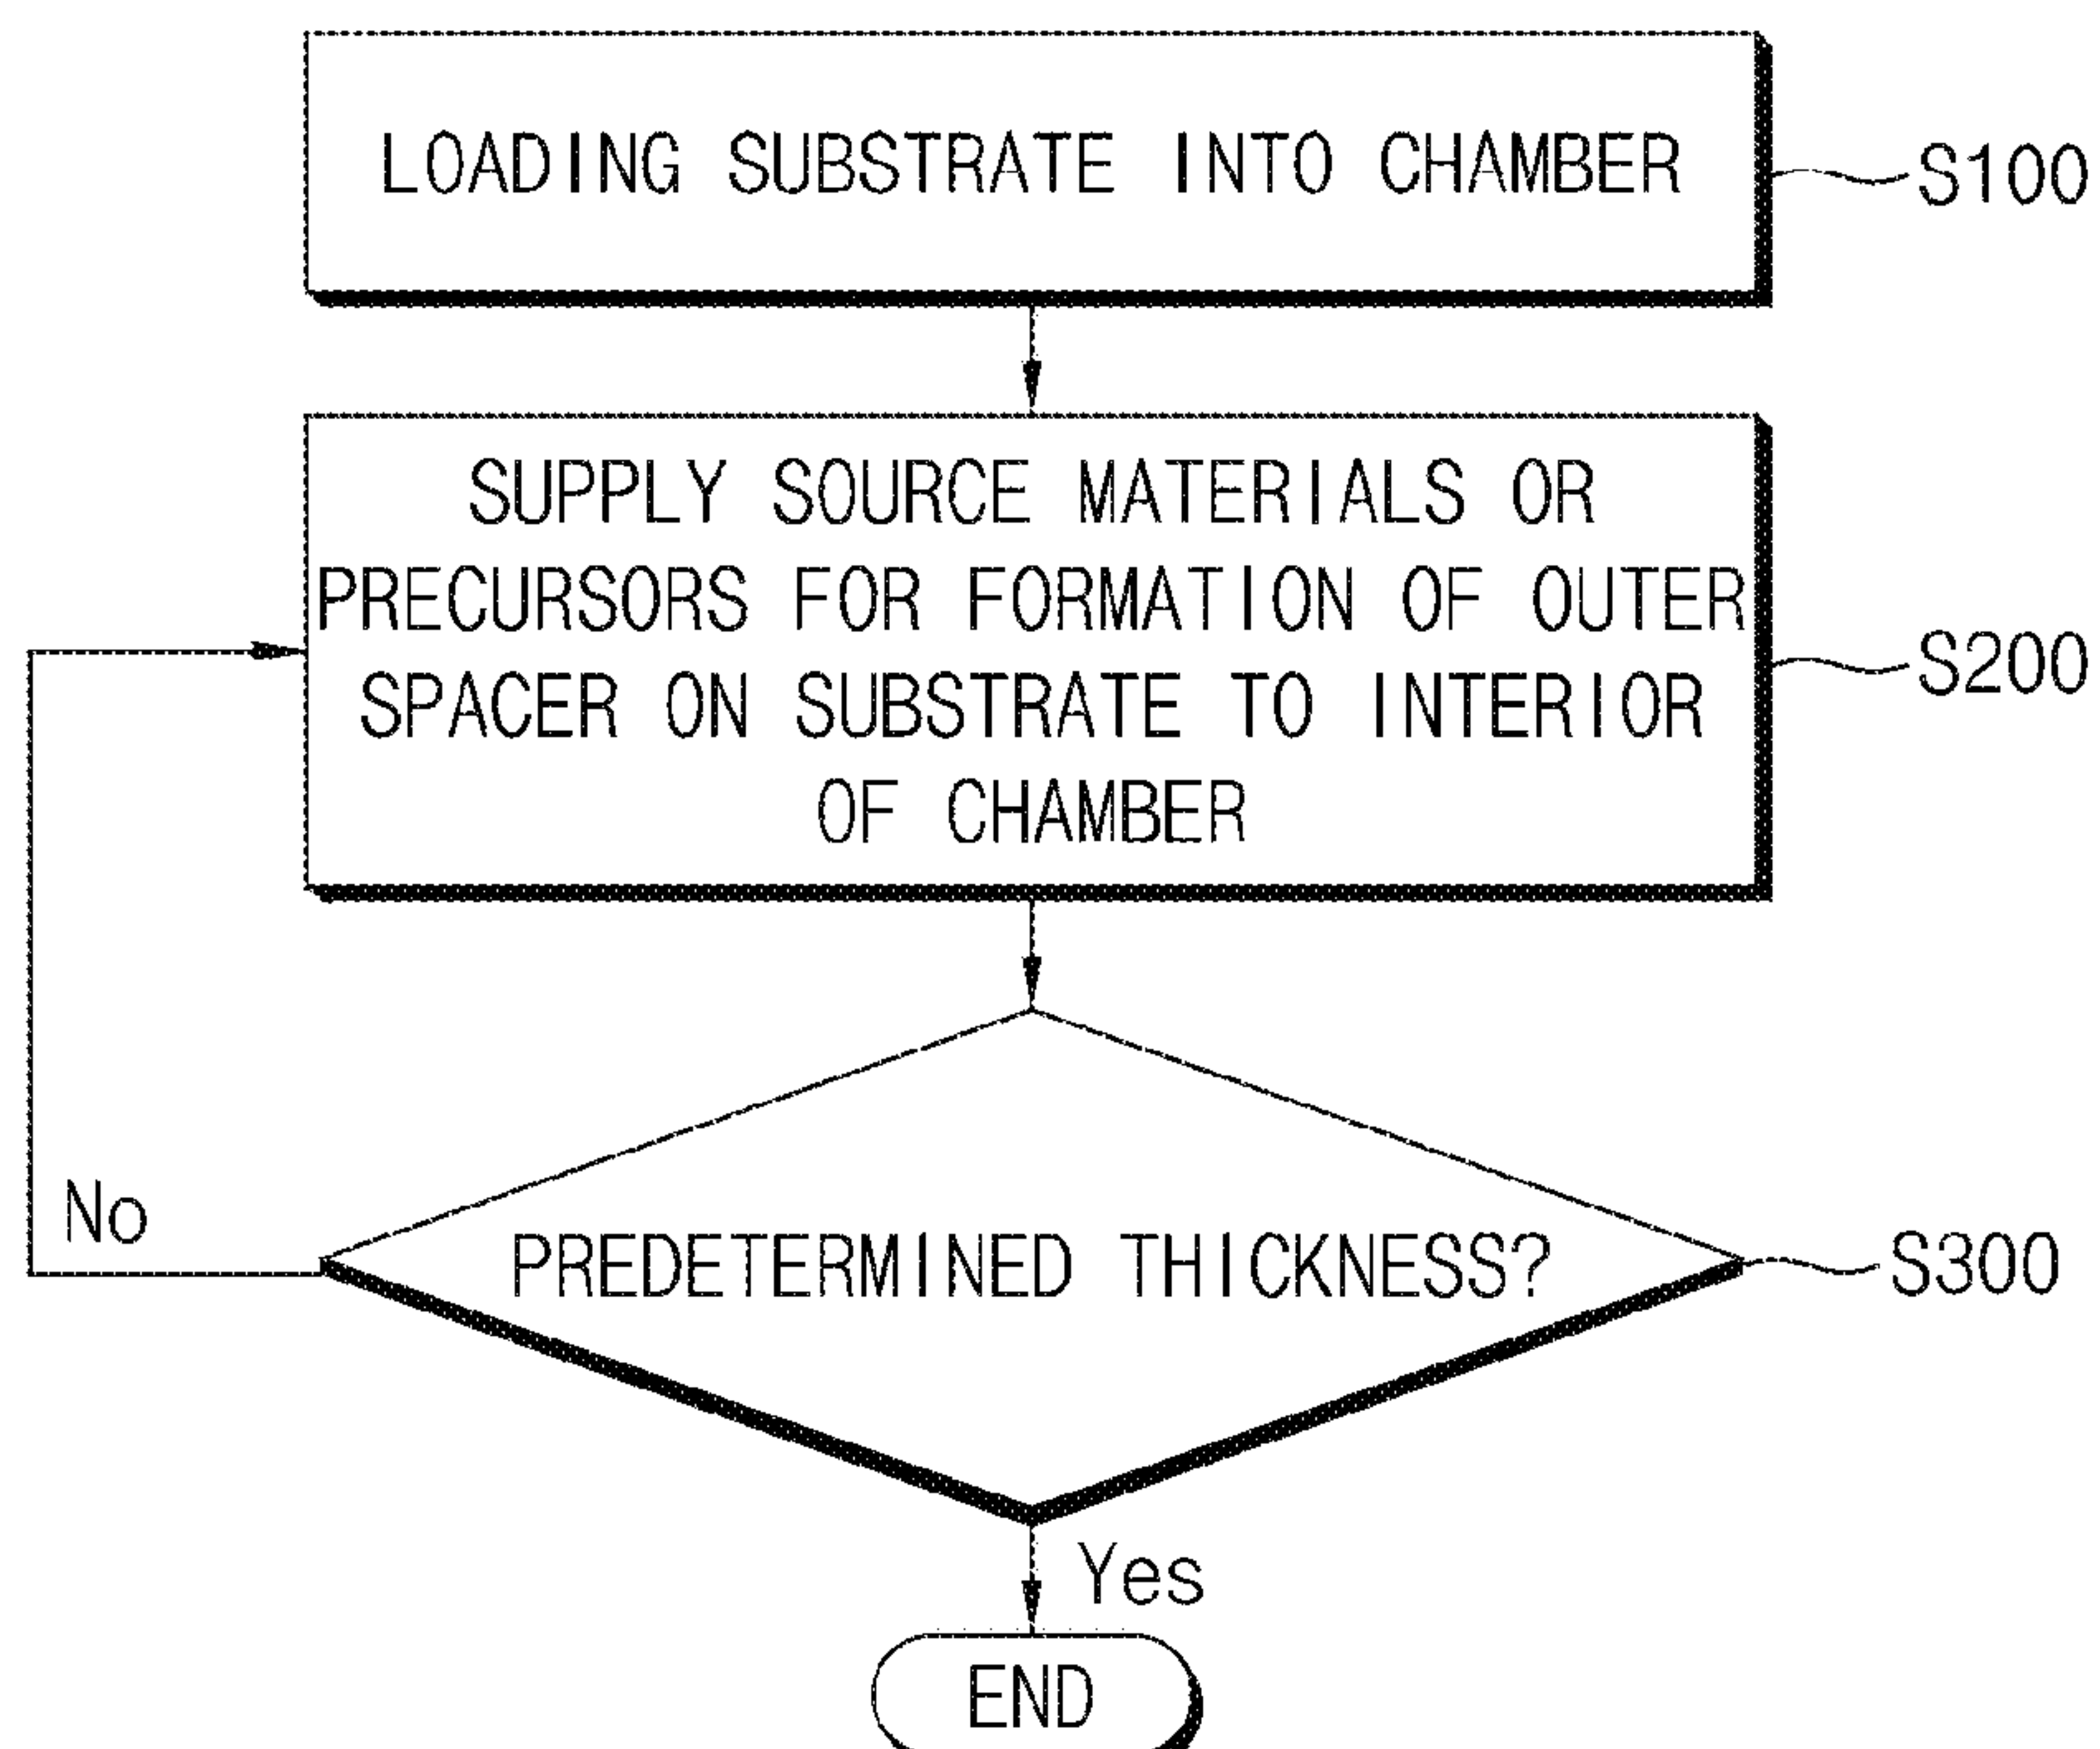 LOADING SUBSTRATE INTO CHAMBER
S100
SUPPLY SOURCE MATERIALS OR
PRECURSORS FOR FORMATION OF OUTER
SPACER ON SUBSTRATE TO INTERIOR
OF CHAMBER
S200
No
PREDETERMINED THICKNESS?
S300
Yes
END